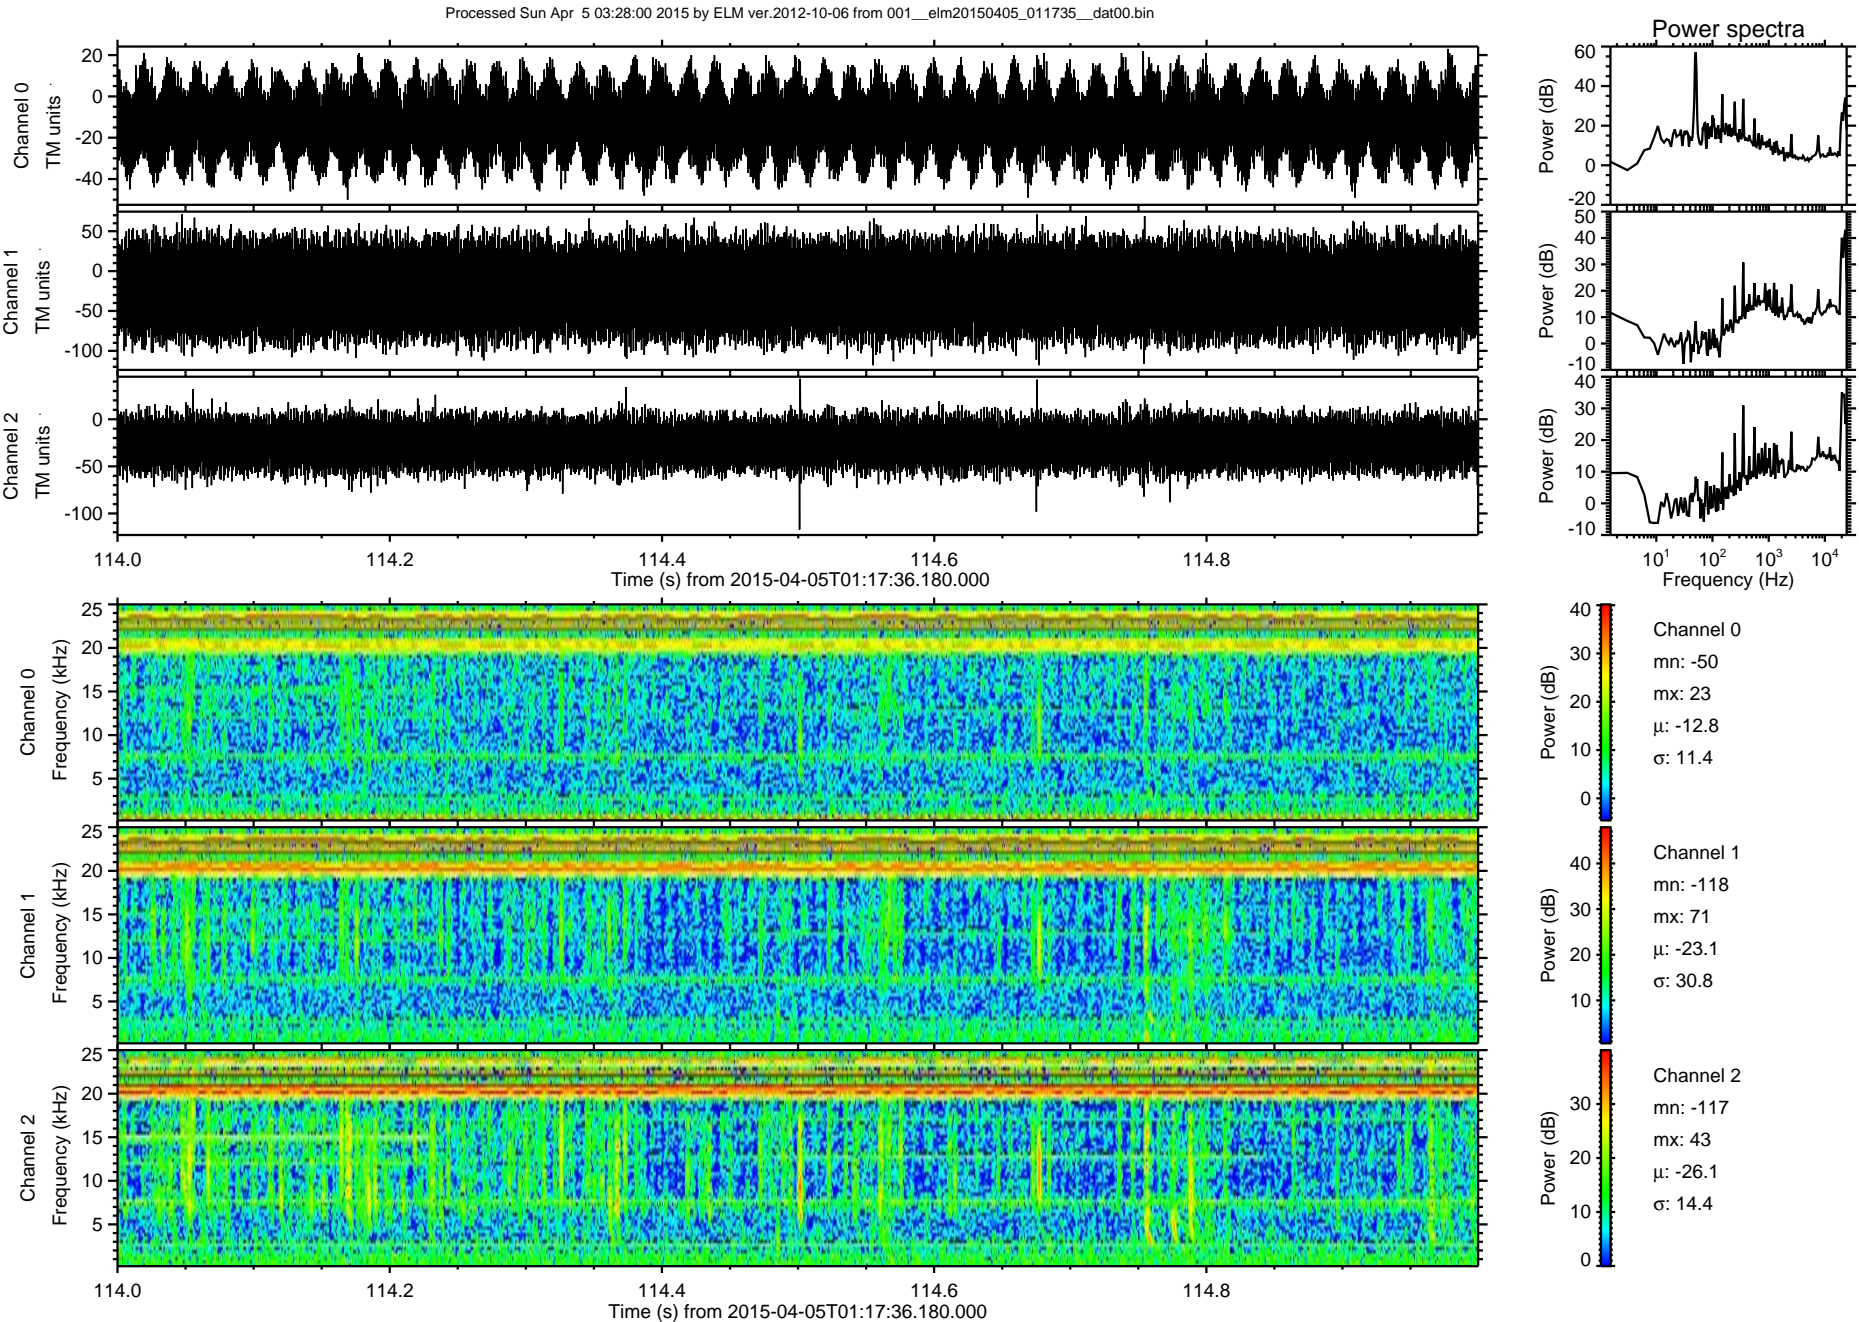 Processed Sun Apr  5 03:28:00 2015 by ELM ver.2012-10-06 from 001__elm20150405_011735__dat00.bin
Power spectra
Channel 0
TM units
20
0
-20
-40
Power (dB)
60
40
20
0
-20
Channel 1
TM units
50
0
-50
-100
Power (dB)
50
40
30
20
10
0
-10
Channel 2
TM units
0
-50
-100
Power (dB)
40
30
20
10
0
-10
114.0
114.2
114.4
114.6
114.8
Time (s) from 2015-04-05T01:17:36.180.000
10^1
10^2
10^3
10^4
Frequency (Hz)
Channel 0
Frequency (kHz)
25
20
15
10
5
Power (dB)
40
30
20
10
0
Channel 0
mn: -50
mx: 23
μ: -12.8
σ: 11.4
Channel 1
Frequency (kHz)
25
20
15
10
5
Power (dB)
40
30
20
10
Channel 1
mn: -118
mx: 71
μ: -23.1
σ: 30.8
Channel 2
Frequency (kHz)
25
20
15
10
5
Power (dB)
30
20
10
0
Channel 2
mn: -117
mx: 43
μ: -26.1
σ: 14.4
114.0
114.2
114.4
114.6
114.8
Time (s) from 2015-04-05T01:17:36.180.000